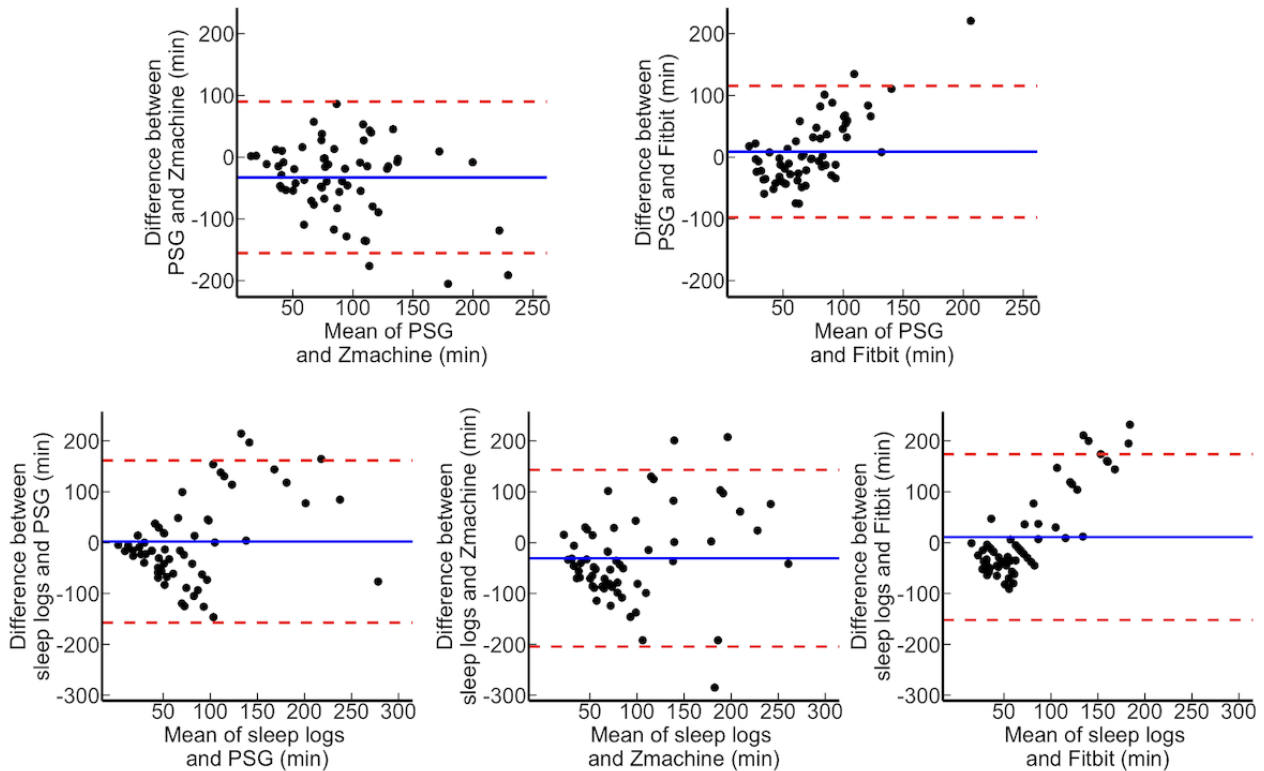 Difference between
PSG and Zmachine (min)
200
100
0
-100
-200
50
100
150
200
250
Mean of PSG
and Zmachine (min)
Difference between
PSG and Fitbit (min)
200
100
0
-100
-200
50
100
150
200
250
Mean of PSG
and Fitbit (min)
Difference between
sleep logs and PSG (min)
200
100
0
-100
-200
-300
50
100
150
200
250
300
Mean of sleep logs
and PSG (min)
Difference between
sleep logs and Zmachine (min)
200
100
0
-100
-200
-300
50
100
150
200
250
300
Mean of sleep logs
and Zmachine (min)
Difference between
sleep logs and Fitbit (min)
200
100
0
-100
-200
-300
50
100
150
200
250
300
Mean of sleep logs
and Fitbit (min)